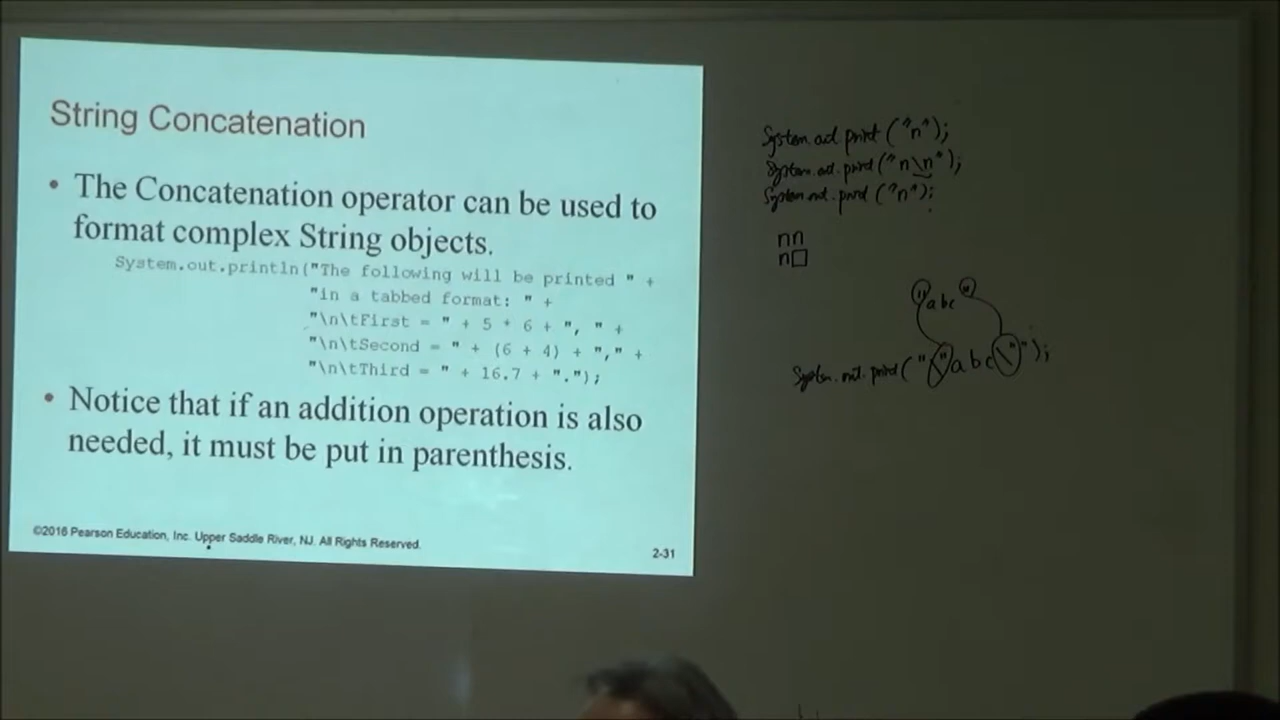 String Concatenation
• The Concatenation operator can be used to
format complex String objects.
System.out.println("The following will be printed " +
"in a tabbed format: " +
"\n\tFirst = " + 5 * 6 + ", " +
"\n\tSecond = " + (6 + 4) + "," +
"\n\tThird = " + 16.7 + ".");
• Notice that if an addition operation is also
needed, it must be put in parenthesis.
©2016 Pearson Education, Inc. Upper Saddle River, NJ. All Rights Reserved.
2-31
System.out.print("n");
System.out.print("n\n");
System.out.print("n");
nn
n
"abc"
System.out.print("\"abc\"");